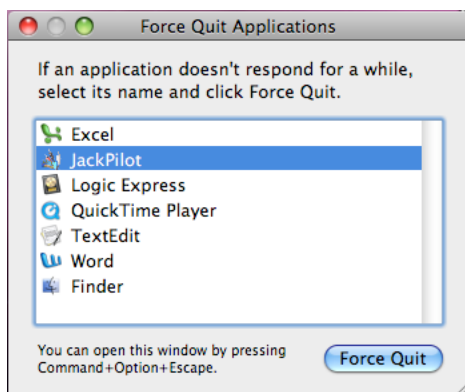 Force Quit Applications
If an application doesn't respond for a while,
select its name and click Force Quit.
Excel
JackPilot
Logic Express
QuickTime Player
TextEdit
Word
Finder
You can open this window by pressing
Command+Option+Escape.
Force Quit